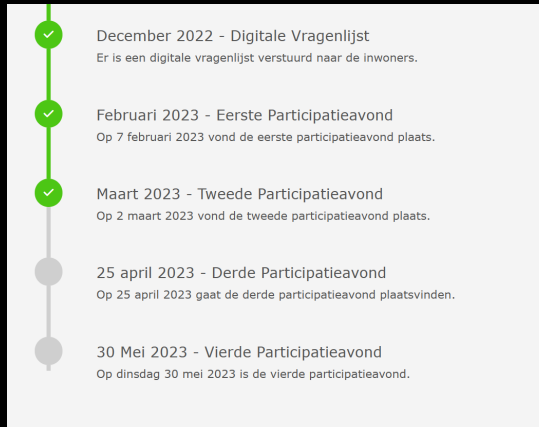 December 2022 - Digitale Vragenlijst
Er is een digitale vragenlijst verstuurd naar de inwoners.
Februari 2023 - Eerste Participatieavond
Op 7 februari 2023 vond de eerste participatieavond plaats.
Maart 2023 - Tweede Participatieavond
Op 2 maart 2023 vond de tweede participatieavond plaats.
25 april 2023 - Derde Participatieavond
Op 25 april 2023 gaat de derde participatieavond plaatsvinden.
30 Mei 2023 - Vierde Participatieavond
Op dinsdag 30 mei 2023 is de vierde participatieavond.